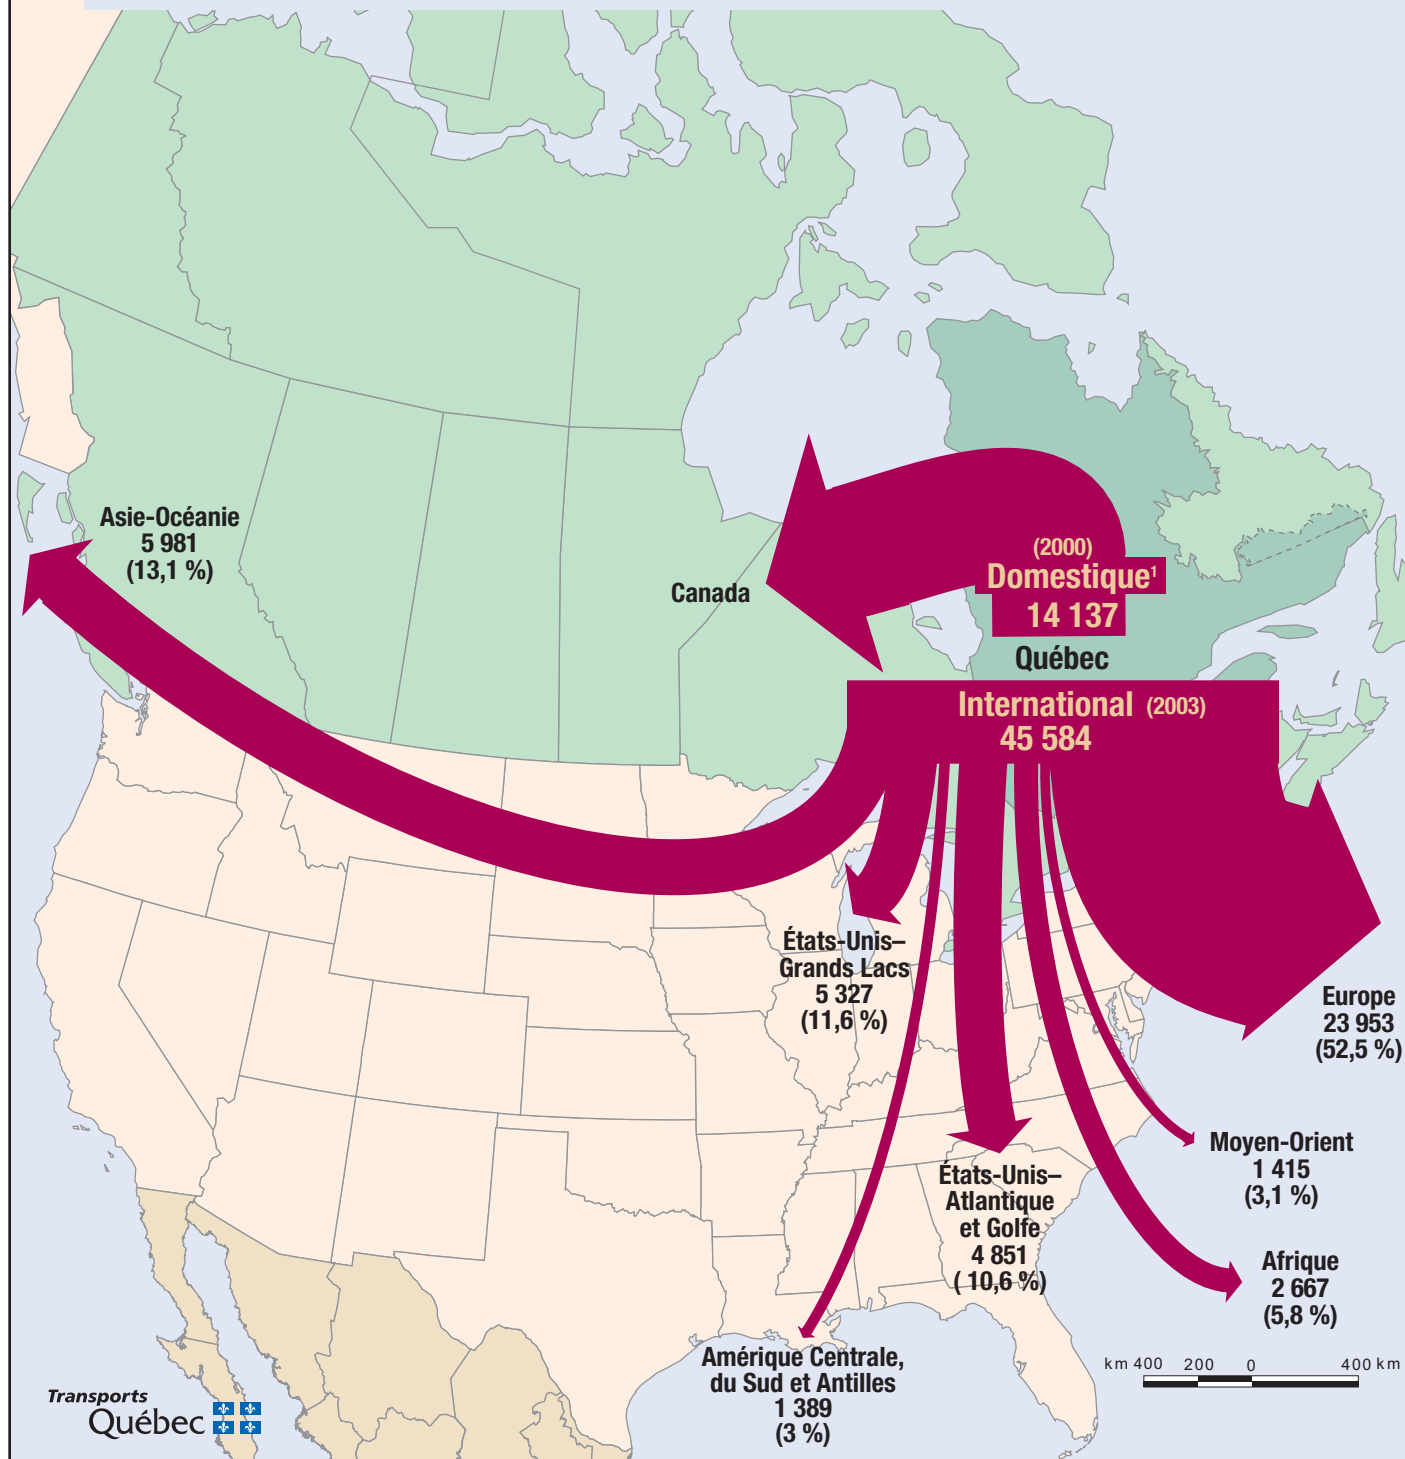 Asie-Océanie
5 981
(13,1 %)
Canada
(2000)
Domestique¹
14 137
Québec
International (2003)
45 584
États-Unis–
Grands Lacs
5 327
(11,6 %)
Europe
23 953
(52,5 %)
Moyen-Orient
1 415
(3,1 %)
États-Unis–
Atlantique
et Golfe
4 851
( 10,6 %)
Afrique
2 667
(5,8 %)
Amérique Centrale,
du Sud et Antilles
1 389
(3 %)
km 400 200 0 400 km
Transports
Québec